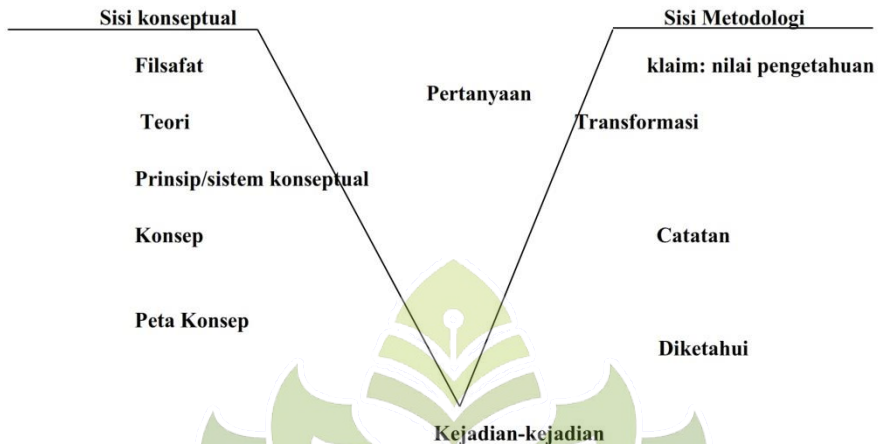 Sisi konseptual
Sisi Metodologi
Filsafat
klaim: nilai pengetahuan
Pertanyaan
Teori
Transformasi
Prinsip/sistem konseptual
Konsep
Catatan
Peta Konsep
Diketahui
Kejadian-kejadian